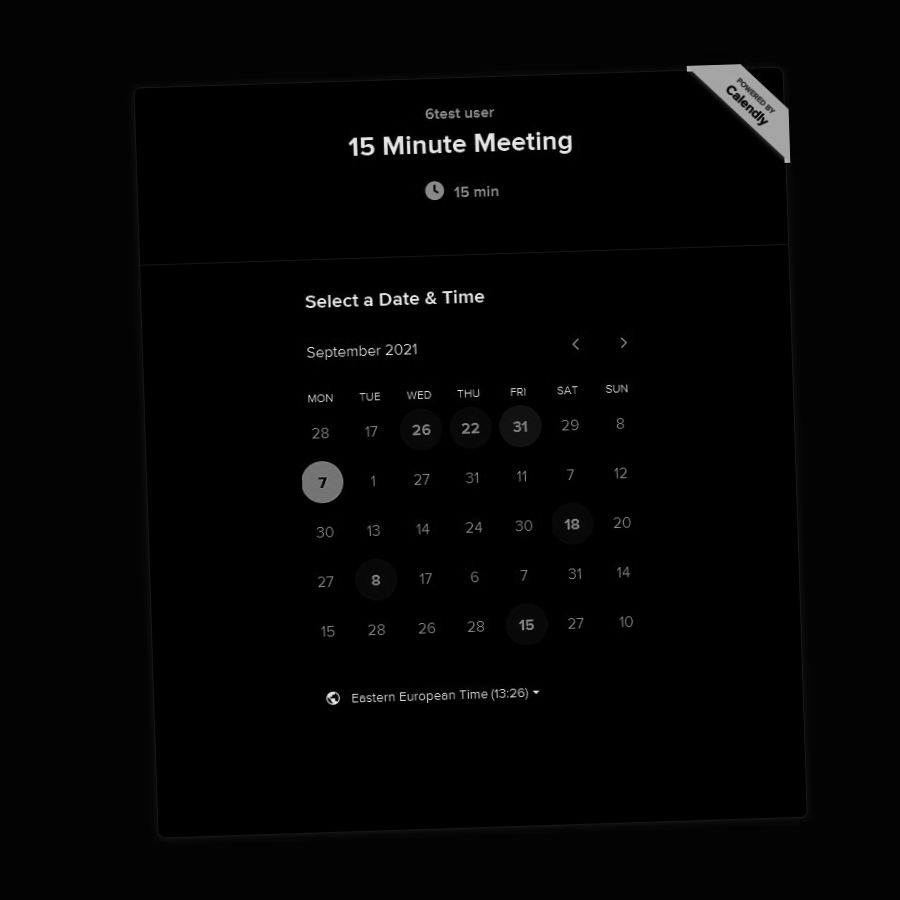 POWERED BY
Calendly
6test user
15 Minute Meeting
15 min
Select a Date & Time
September 2021
MON TUE WED THU FRI SAT SUN
28 17 26 22 31 29 8
7 1 27 31 11 7 12
30 13 14 24 30 18 20
27 8 17 6 7 31 14
15 28 26 28 15 27 10
Eastern European Time (13:26)